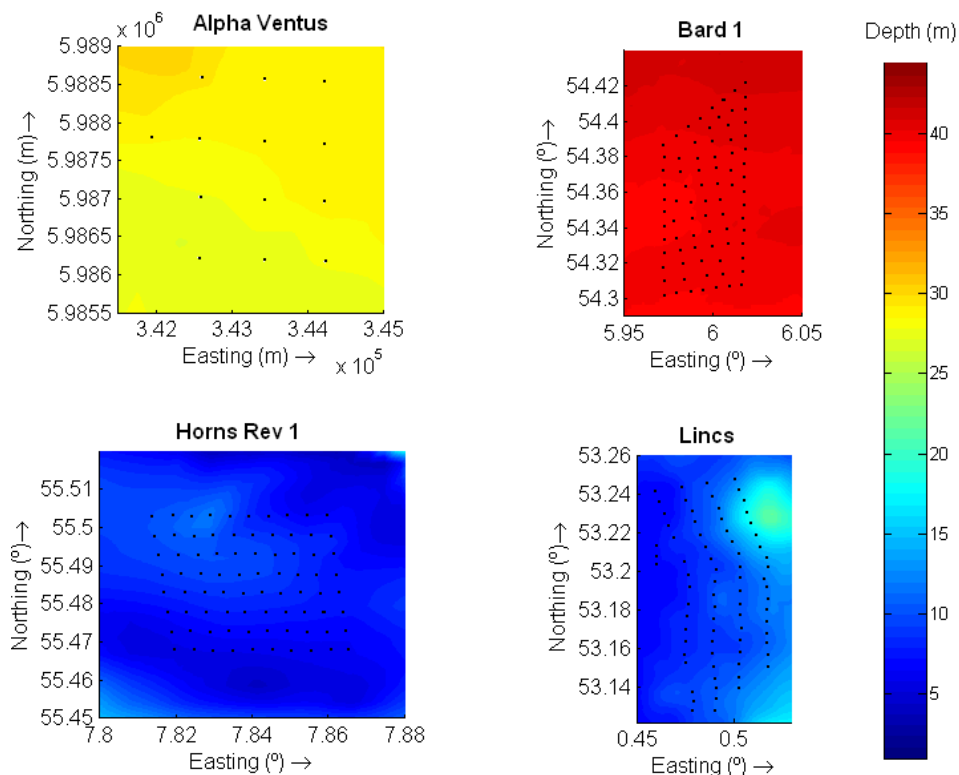 Alpha Ventus
x 10⁶
5.989
5.9885
5.988
5.9875
5.987
5.9865
5.986
5.9855
Northing (m) →
3.42 3.43 3.44 3.45
Easting (m) → x 10⁵
Bard 1
54.42
54.4
54.38
54.36
54.34
54.32
54.3
Northing (º)→
5.95 6 6.05
Easting (º) →
Depth (m)
40
35
30
25
20
15
10
5
Horns Rev 1
55.51
55.5
55.49
55.48
55.47
55.46
55.45
Northing (º)→
7.8 7.82 7.84 7.86 7.88
Easting (º) →
Lincs
53.26
53.24
53.22
53.2
53.18
53.16
53.14
Northing (º)→
0.45 0.5
Easting (º) →